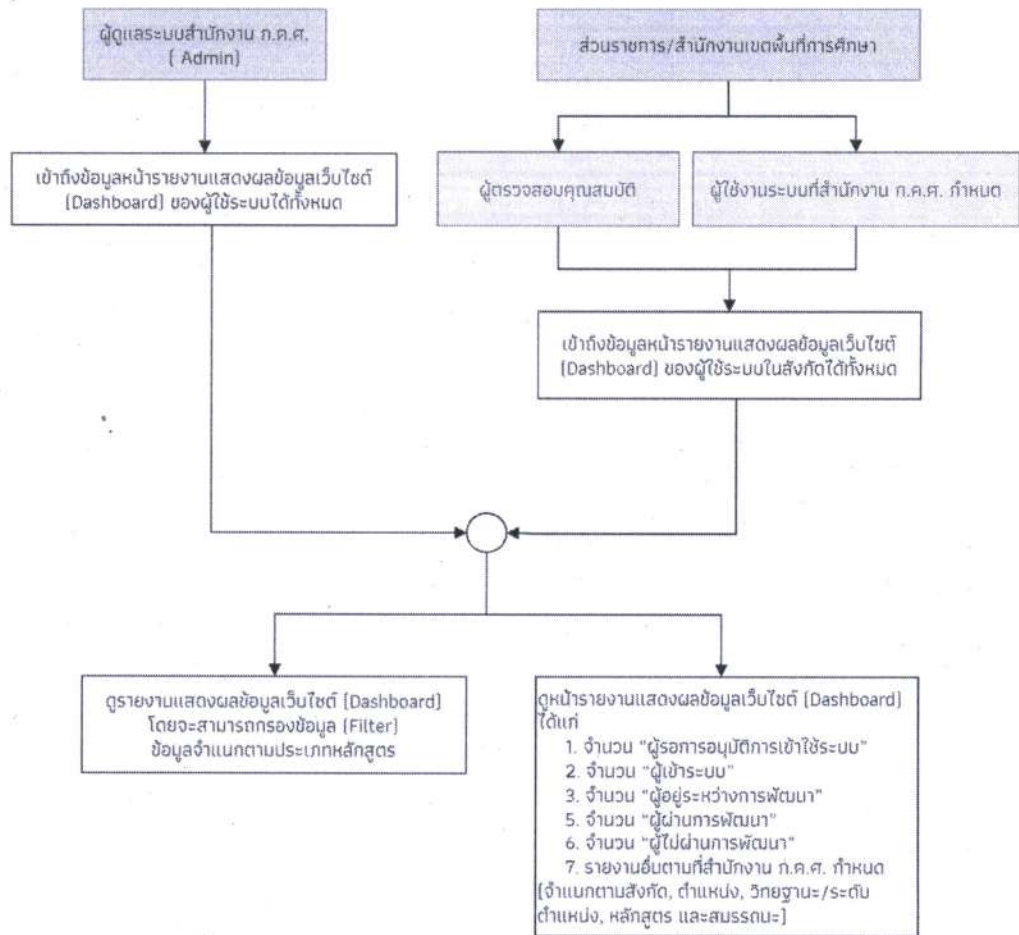 ผู้ดูแลระบบสำนักงาน ก.ค.ศ.
( Admin)
ส่วนราชการ/สำนักงานเขตพื้นที่การศึกษา
เข้าถึงข้อมูลหน้ารายงานแสดงผลข้อมูลเว็บไซต์
(Dashboard) ของผู้ใช้ระบบได้ทั้งหมด
ผู้ตรวจสอบคุณสมบัติ
ผู้ใช้งานระบบที่สำนักงาน ก.ค.ศ. กำหนด
เข้าถึงข้อมูลหน้ารายงานแสดงผลข้อมูลเว็บไซต์
(Dashboard) ของผู้ใช้ระบบในสังกัดได้ทั้งหมด
ดูรายงานแสดงผลข้อมูลเว็บไซต์ (Dashboard)
โดยจะสามารถกรองข้อมูล (Filter)
ข้อมูลจำแนกตามประเภทหลักสูตร
ดูหน้ารายงานแสดงผลข้อมูลเว็บไซต์ (Dashboard)
ได้แก่
1. จำนวน "ผู้รอการอนุมัติการเข้าใช้ระบบ"
2. จำนวน "ผู้เข้าระบบ"
3. จำนวน "ผู้อยู่ระหว่างการพัฒนา"
5. จำนวน "ผู้ผ่านการพัฒนา"
6. จำนวน "ผู้ไม่ผ่านการพัฒนา"
7. รายงานอื่นตามที่สำนักงาน ก.ค.ศ. กำหนด
(จำแนกตามสังกัด, ตำแหน่ง, วิทยฐานะ/ระดับ
ตำแหน่ง, หลักสูตร และสมรรถนะ)